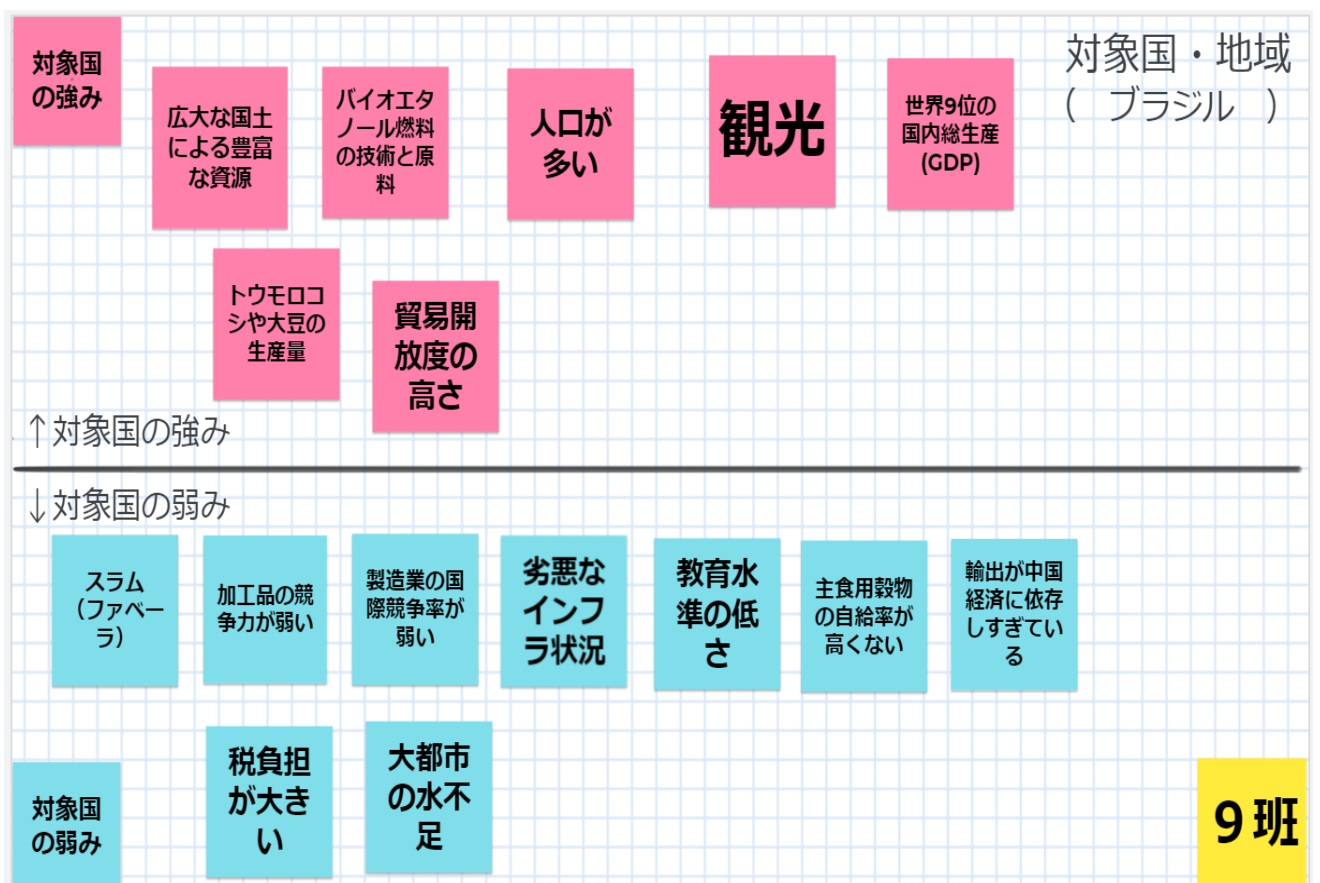 対象国
の強み
対象国・地域
(　ブラジル　)
広大な国土
による豊富
な資源
バイオエタ
ノール燃料
の技術と原
料
人口が
多い
観光
世界9位の
国内総生産
(GDP)
トウモロコ
シや大豆の
生産量
貿易開
放度の
高さ
↑対象国の強み
↓対象国の弱み
スラム
（ファベー
ラ）
加工品の競
争力が弱い
製造業の国
際競争率が
弱い
劣悪な
インフ
ラ状況
教育水
準の低
さ
主食用穀物
の自給率が
高くない
輸出が中国
経済に依存
しすぎてい
る
対象国
の弱み
税負担
が大き
い
大都市
の水不
足
９班